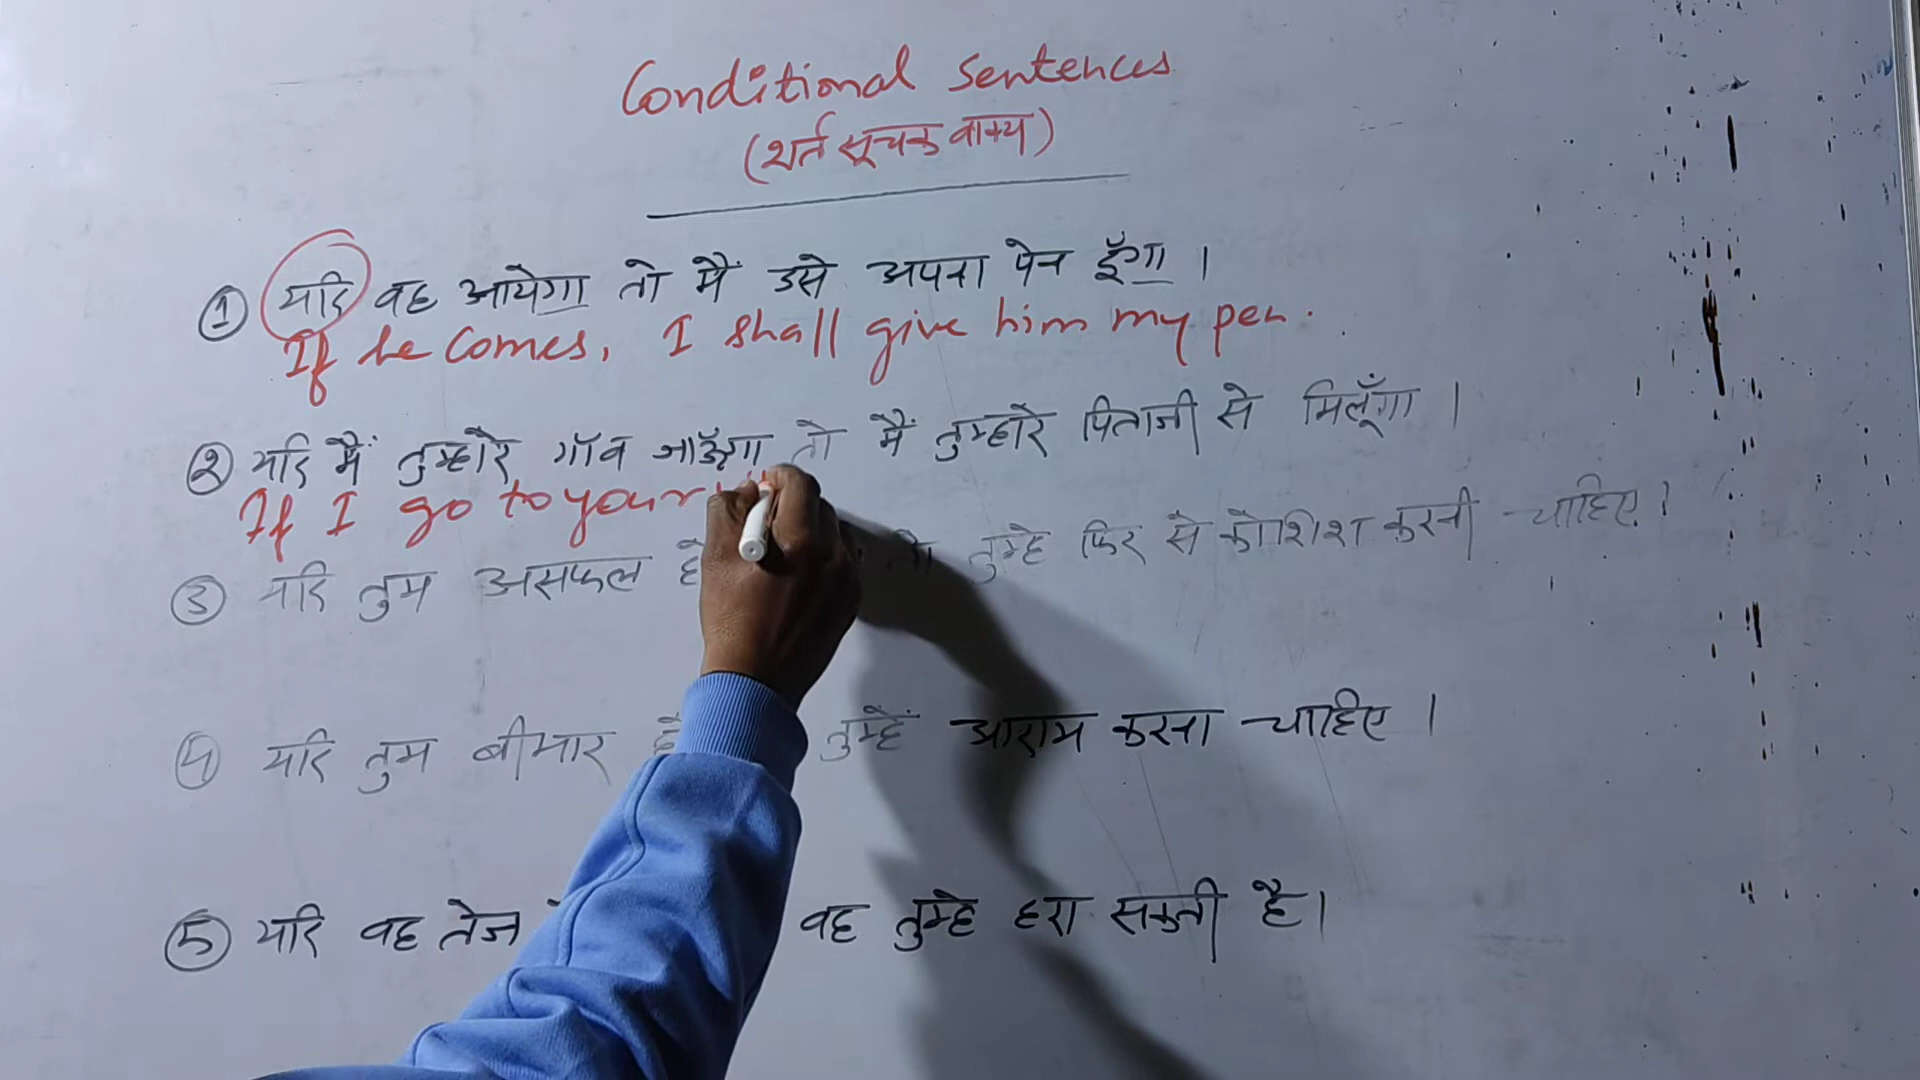 Conditional Sentences
(शर्त सूचक वाक्य)
① यदि वह आयेगा तो मैं उसे अपना पेन दूँगा ।
If he comes, I shall give him my pen.
② यदि मैं तुम्हारे गाँव जाऊँगा तो मैं तुम्हारे पिताजी से मिलूँगा ।
If I go to your
③ यदि तुम असफल तो तुम्हे फिर से कोशिश करनी चाहिए ।
④ यदि तुम बीमार तुम्हें आराम करना चाहिए ।
⑤ यदि वह तेज वह तुम्हे हरा सकती है ।